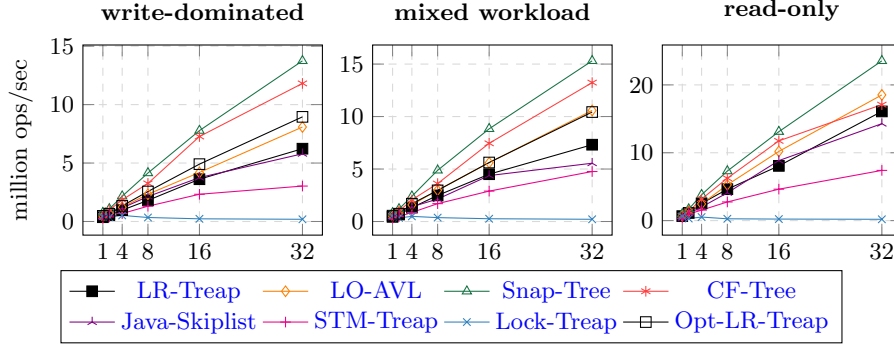 write-dominated mixed workload read-only
million ops/sec
15
10
5
0
1 4 8 16 32
15
10
5
0
1 4 8 16 32
20
10
0
1 4 8 16 32
LR-Treap LO-AVL Snap-Tree CF-Tree
Java-Skiplist STM-Treap Lock-Treap Opt-LR-Treap